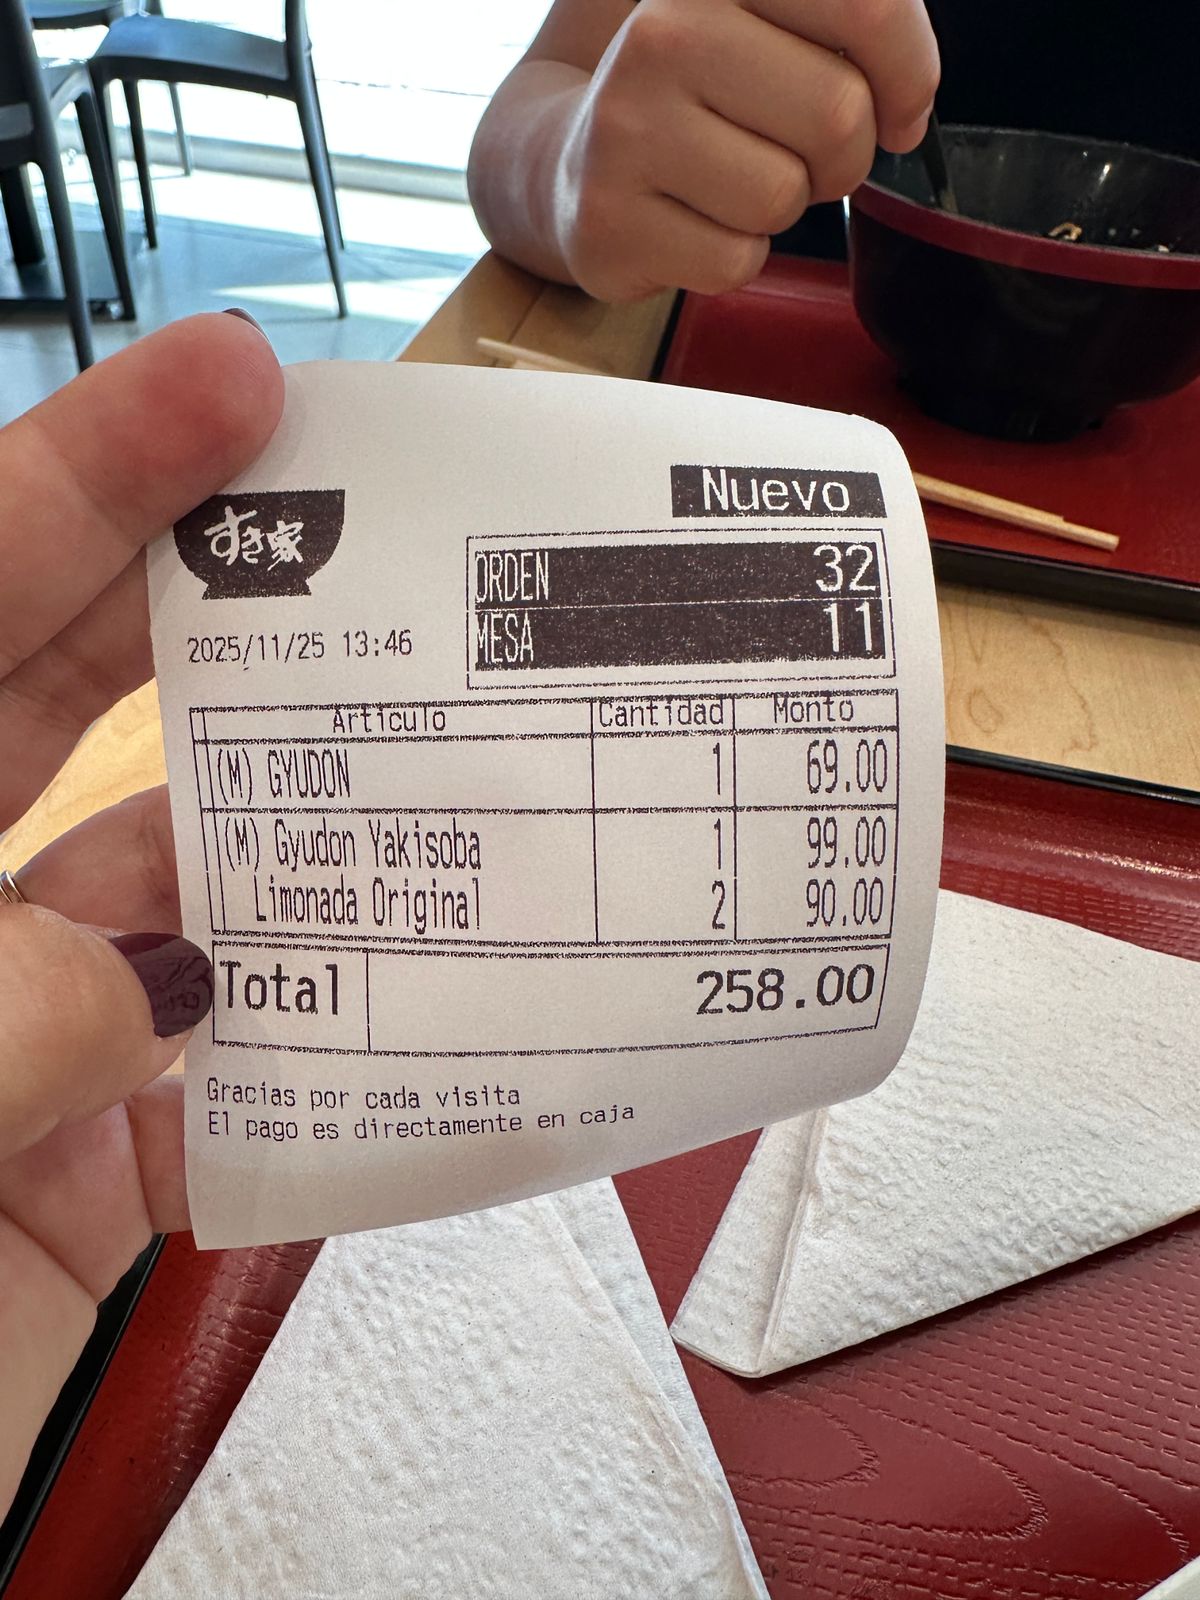 すき家
Nuevo
ORDEN 32
MESA 11
2025/11/25 13:46
Artículo Cantidad Monto
(M) GYUDON 1 69.00
(M) Gyudon Yakisoba 1 99.00
Limonada Original 2 90.00
Total 258.00
Gracias por cada visita
El pago es directamente en caja